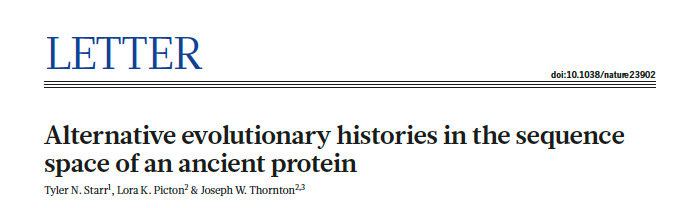 LETTER
doi:10.1038/nature23902
Alternative evolutionary histories in the sequence
space of an ancient protein
Tyler N. Starr¹, Lora K. Picton² & Joseph W. Thornton²,³